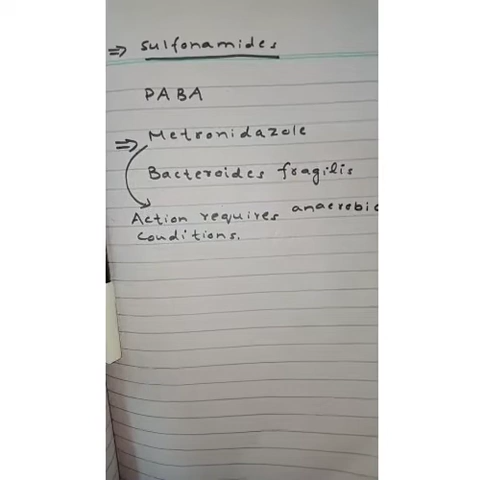 ⇒ sulfonamides
PABA
⇒ Metronidazole
Bacteroides fragilis
Action requires anaerobic
conditions.